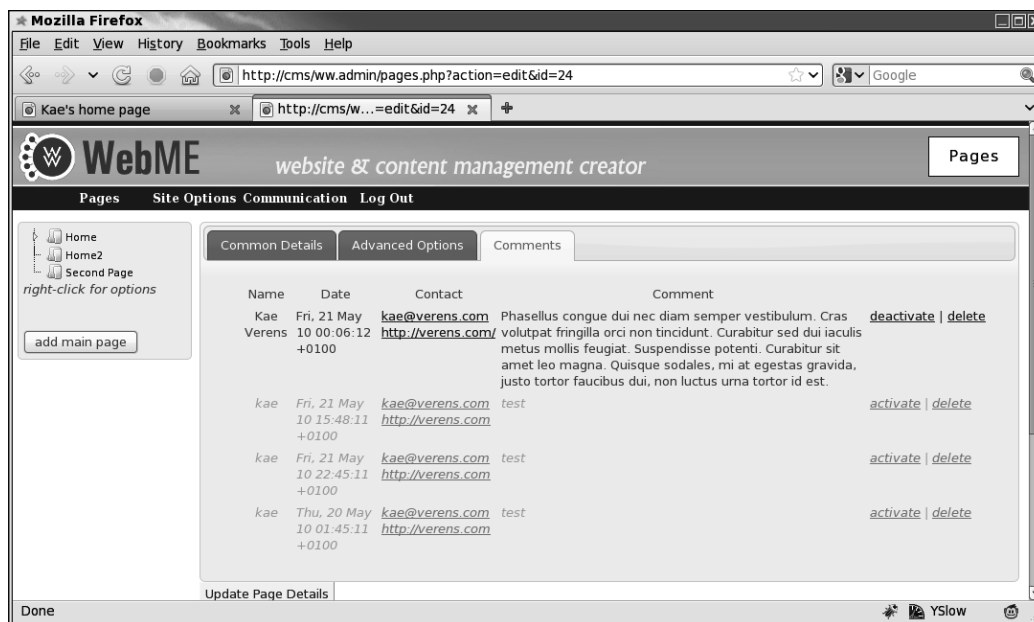 Mozilla Firefox
File Edit View History Bookmarks Tools Help
http://cms/ww.admin/pages.php?action=edit&id=24
Google
Kae's home page
http://cms/w...=edit&id=24
WebME website & content management creator
Pages
Pages Site Options Communication Log Out
Home
Home2
Second Page
right-click for options
add main page
Common Details Advanced Options Comments
Name Date Contact Comment
Kae Fri, 21 May kae@verens.com Phasellus congue dui nec diam semper vestibulum. Cras deactivate | delete
Verens 10 00:06:12 http://verens.com/ volutpat fringilla orci non tincidunt. Curabitur sed dui iaculis
+0100 metus mollis feugiat. Suspendisse potenti. Curabitur sit
amet leo magna. Quisque sodales, mi at egestas gravida,
justo tortor faucibus dui, non luctus urna tortor id est.
kae Fri, 21 May kae@verens.com test activate | delete
10 15:48:11 http://verens.com
+0100
kae Fri, 21 May kae@verens.com test activate | delete
10 22:45:11 http://verens.com
+0100
kae Thu, 20 May kae@verens.com test activate | delete
10 01:45:11 http://verens.com
+0100
Update Page Details
Done YSlow